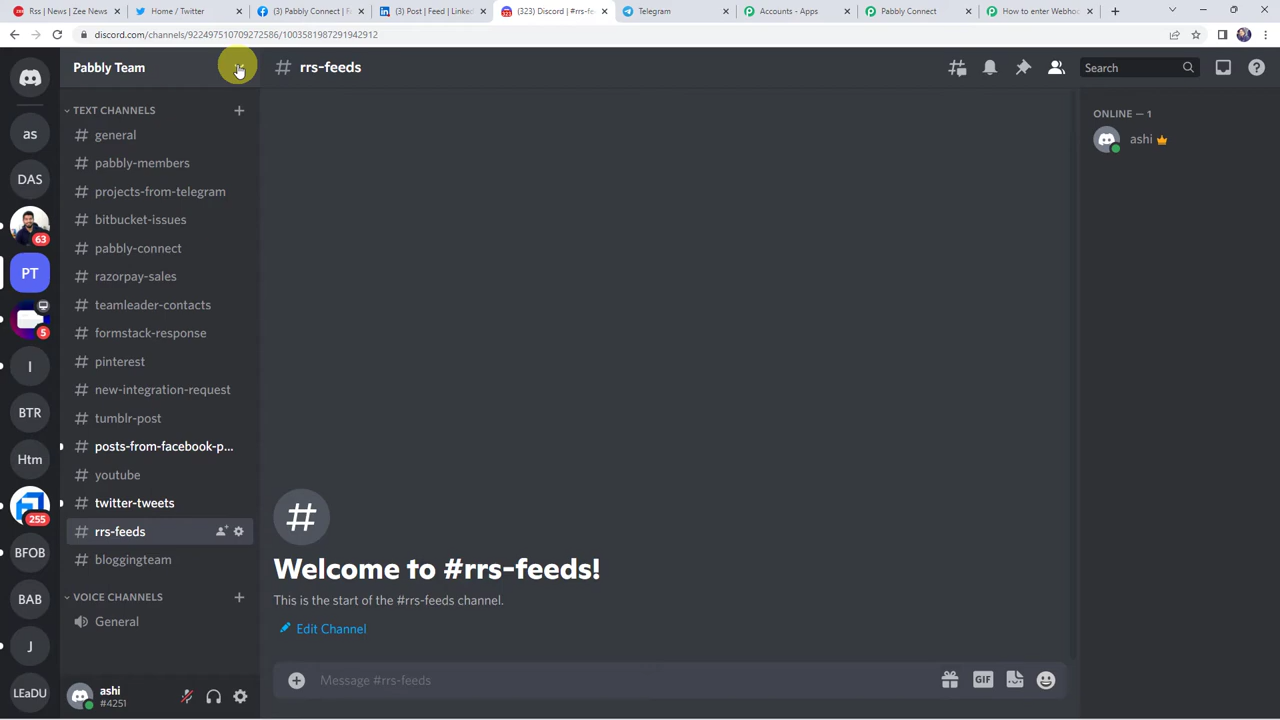 Rss | News | Zee News
Home / Twitter
(3) Pabbly Connect | Fa
(3) Post | Feed | Linked
(323) Discord | #rrs-fe
Telegram
Accounts - Apps
Pabbly Connect
How to enter Webho
discord.com/channels/922497510709272586/1003581987291942912
Pabbly Team
rrs-feeds
Search
TEXT CHANNELS
general
pabbly-members
projects-from-telegram
bitbucket-issues
pabbly-connect
razorpay-sales
teamleader-contacts
formstack-response
pinterest
new-integration-request
tumblr-post
posts-from-facebook-p...
youtube
twitter-tweets
rrs-feeds
bloggingteam
VOICE CHANNELS
General
as
DAS
63
PT
5
I
BTR
Htm
255
BFOB
BAB
J
LEaDU
ashi
#4251
Welcome to #rrs-feeds!
This is the start of the #rrs-feeds channel.
Edit Channel
Message #rrs-feeds
GIF
ONLINE — 1
ashi